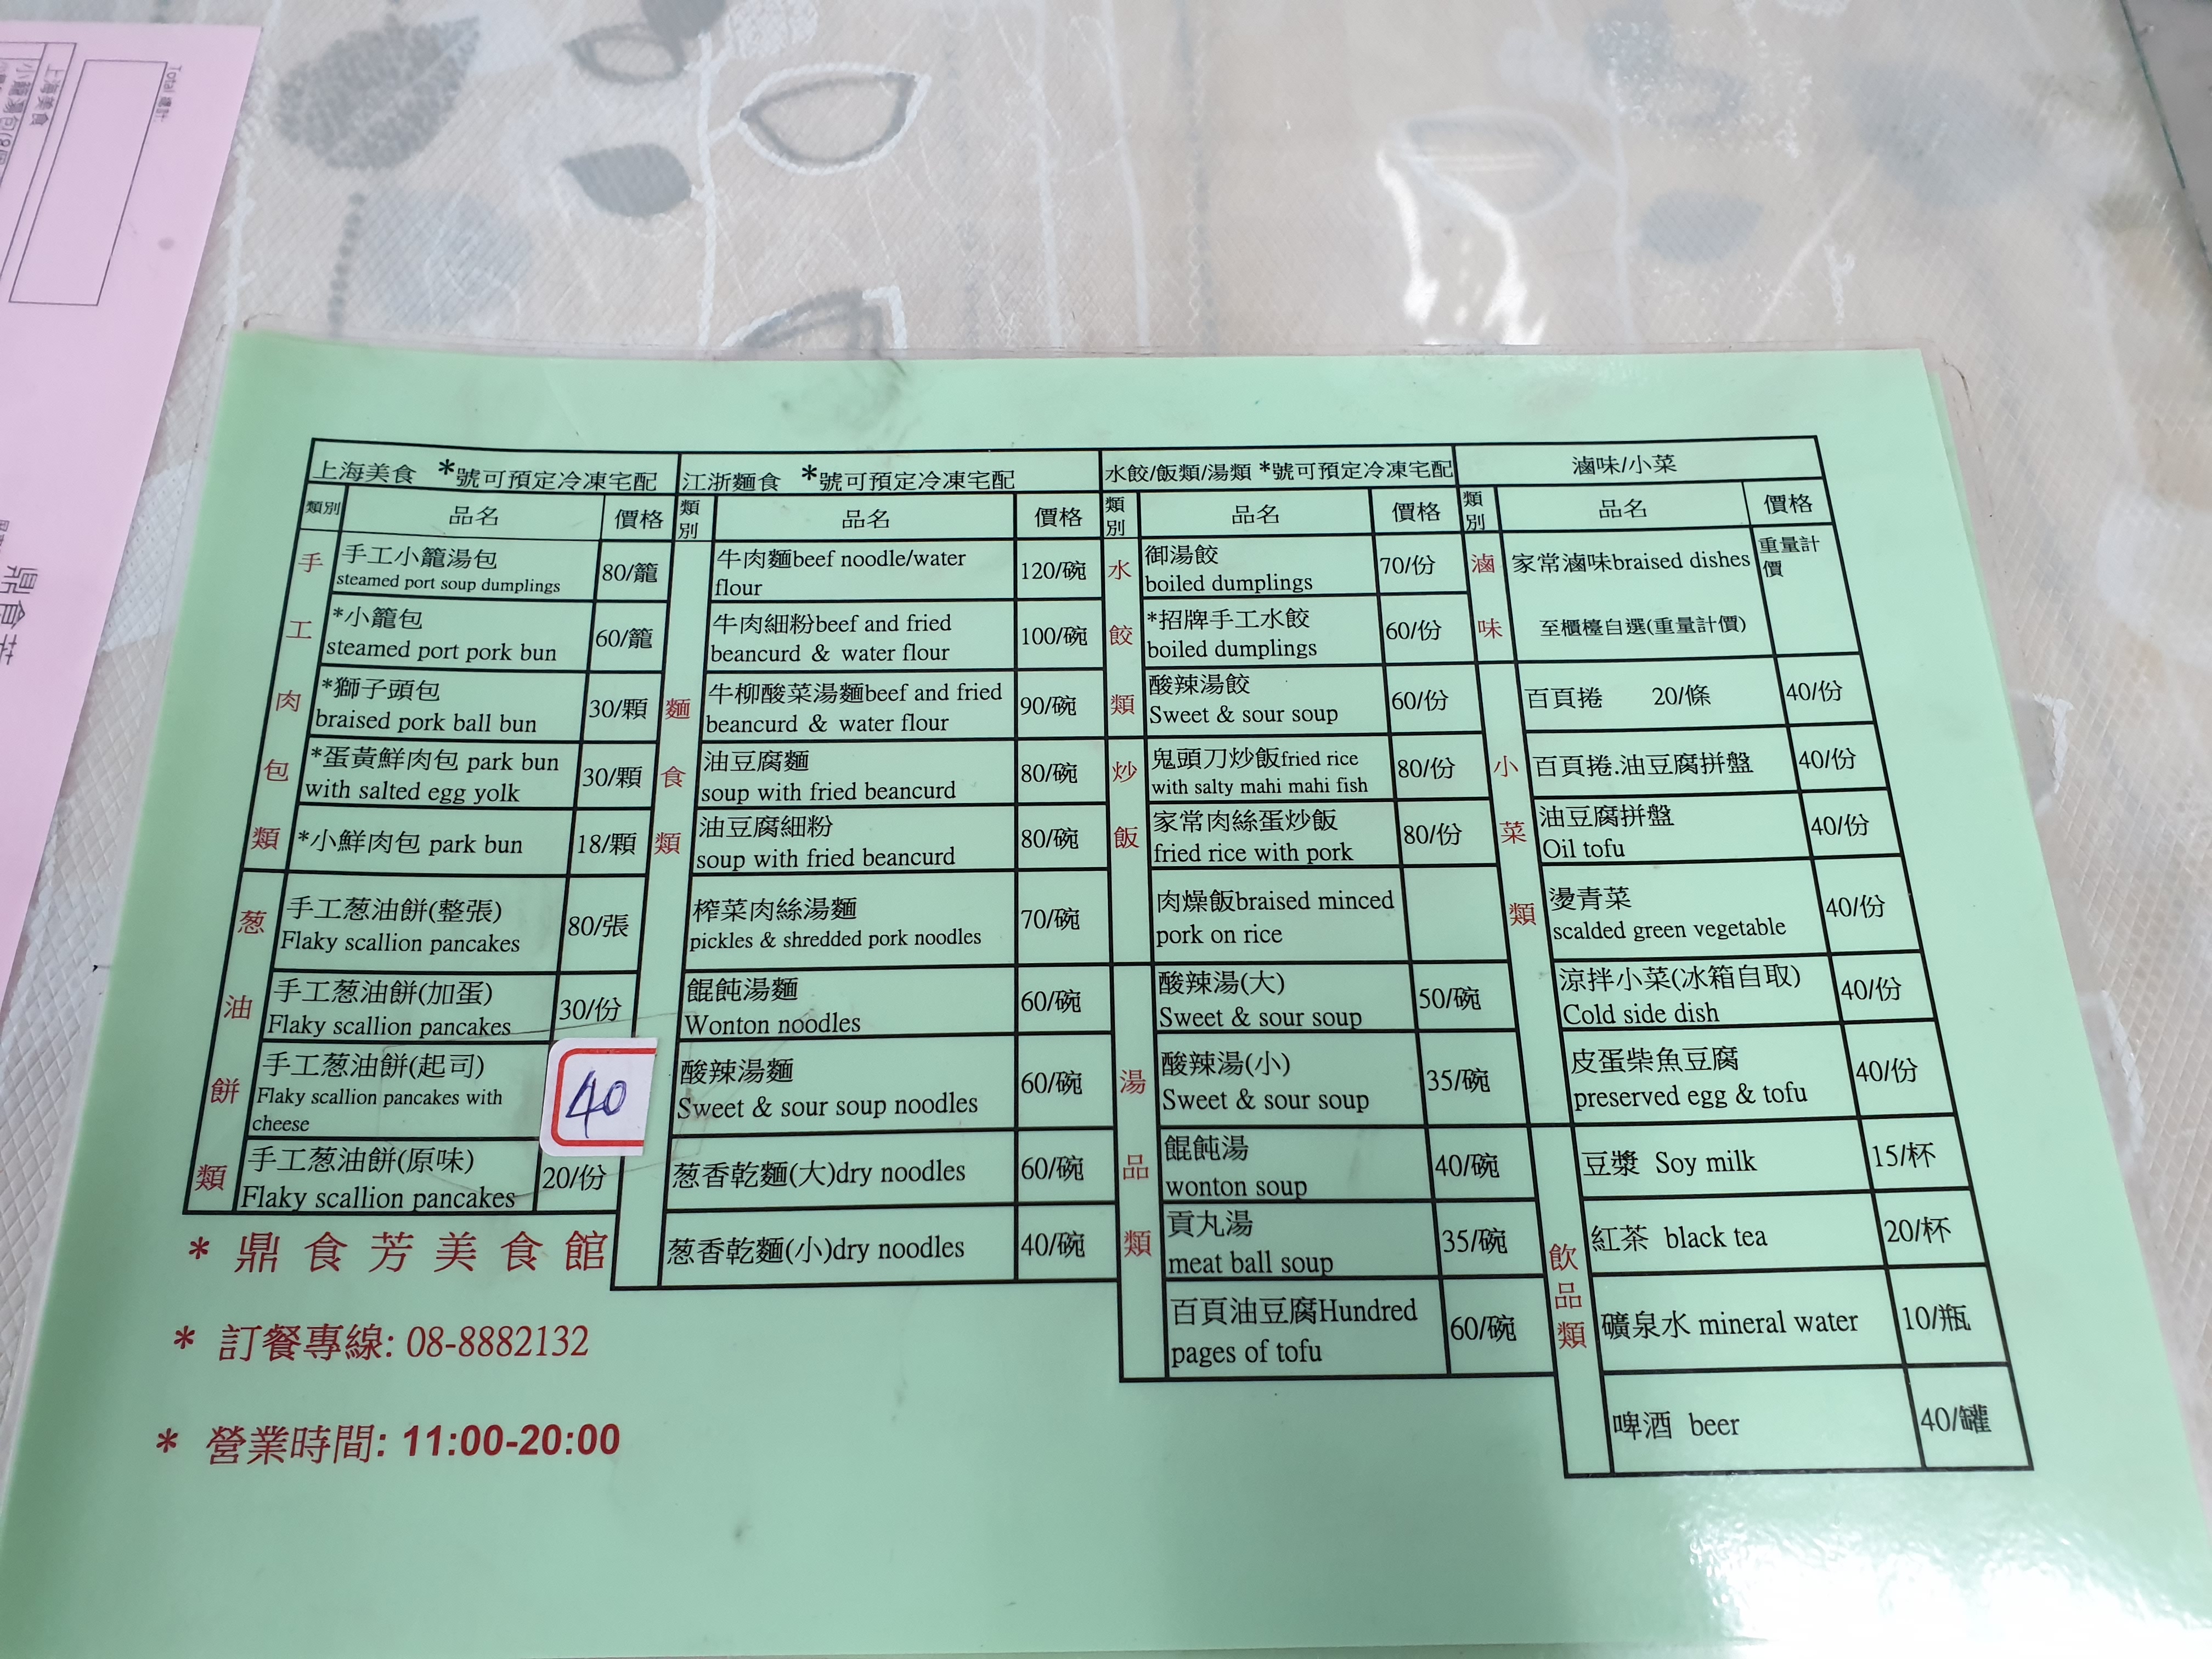 Total 總計:
上海美食
上海美食 *號可預定冷凍宅配
類別 品名 價格
手工肉包類
手工小籠湯包 80/籠
steamed port soup dumplings
*小籠包 60/籠
steamed port pork bun
*獅子頭包 30/顆
braised pork ball bun
*蛋黃鮮肉包 park bun 30/顆
with salted egg yolk
*小鮮肉包 park bun 18/顆
葱油餅類
手工葱油餅(整張) 80/張
Flaky scallion pancakes
手工葱油餅(加蛋) 30/份
Flaky scallion pancakes
手工葱油餅(起司) 40
Flaky scallion pancakes with
cheese
手工葱油餅(原味) 20/份
Flaky scallion pancakes
江浙麵食 *號可預定冷凍宅配
類別 品名 價格
麵食類
牛肉麵beef noodle/water 120/碗
flour
牛肉細粉beef and fried 100/碗
beancurd & water flour
牛柳酸菜湯麵beef and fried 90/碗
beancurd & water flour
油豆腐麵 80/碗
soup with fried beancurd
油豆腐細粉 80/碗
soup with fried beancurd
榨菜肉絲湯麵 70/碗
pickles & shredded pork noodles
餛飩湯麵 60/碗
Wonton noodles
酸辣湯麵 60/碗
Sweet & sour soup noodles
葱香乾麵(大)dry noodles 60/碗
葱香乾麵(小)dry noodles 40/碗
水餃/飯類/湯類 *號可預定冷凍宅配
類別 品名 價格
水餃類
御湯餃 70/份
boiled dumplings
*招牌手工水餃 60/份
boiled dumplings
酸辣湯餃 60/份
Sweet & sour soup
炒飯
鬼頭刀炒飯fried rice 80/份
with salty mahi mahi fish
家常肉絲蛋炒飯 80/份
fried rice with pork
肉燥飯braised minced
pork on rice
湯品類
酸辣湯(大) 50/碗
Sweet & sour soup
酸辣湯(小) 35/碗
Sweet & sour soup
餛飩湯 40/碗
wonton soup
貢丸湯 35/碗
meat ball soup
百頁油豆腐Hundred 60/碗
pages of tofu
滷味/小菜
類別 品名 價格
滷味
家常滷味braised dishes 重量計價
至櫃檯自選(重量計價)
小菜類
百頁捲 20/條 40/份
百頁捲.油豆腐拼盤 40/份
油豆腐拼盤 40/份
Oil tofu
燙青菜 40/份
scalded green vegetable
涼拌小菜(冰箱自取) 40/份
Cold side dish
皮蛋柴魚豆腐 40/份
preserved egg & tofu
飲品類
豆漿 Soy milk 15/杯
紅茶 black tea 20/杯
礦泉水 mineral water 10/瓶
啤酒 beer 40/罐
* 鼎食芳美食館
* 訂餐專線: 08-8882132
* 營業時間: 11:00-20:00